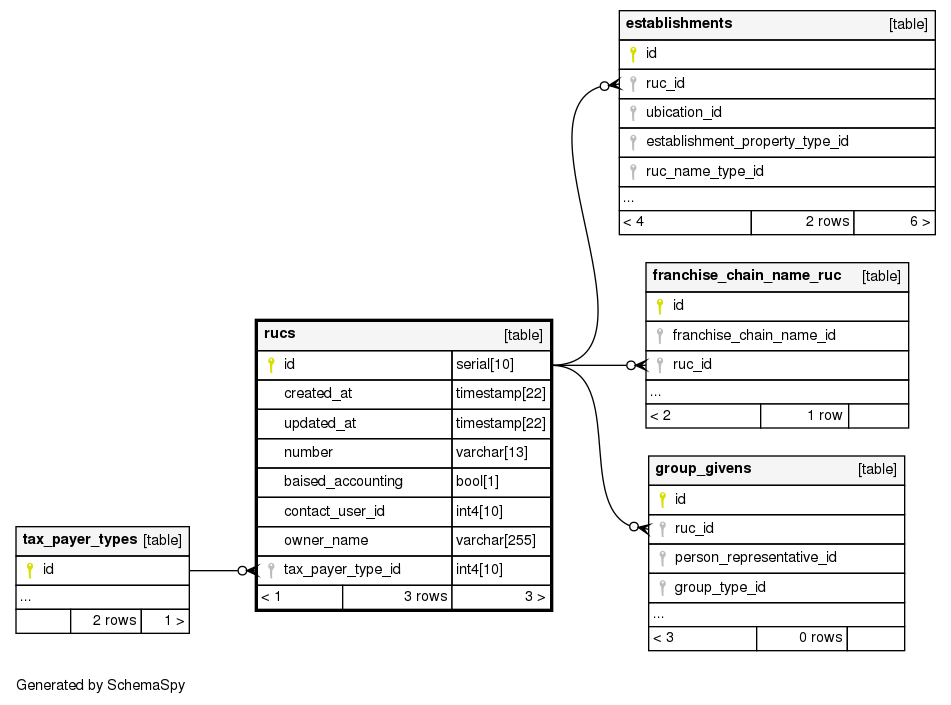 establishments [table]
id
ruc_id
ubication_id
establishment_property_type_id
ruc_name_type_id
...
< 4 2 rows 6 >
franchise_chain_name_ruc [table]
id
franchise_chain_name_id
ruc_id
...
< 2 1 row
rucs [table]
id serial[10]
created_at timestamp[22]
updated_at timestamp[22]
number varchar[13]
baised_accounting bool[1]
contact_user_id int4[10]
owner_name varchar[255]
tax_payer_type_id int4[10]
< 1 3 rows 3 >
group_givens [table]
id
ruc_id
person_representative_id
group_type_id
...
< 3 0 rows
tax_payer_types [table]
id
...
2 rows 1 >
Generated by SchemaSpy